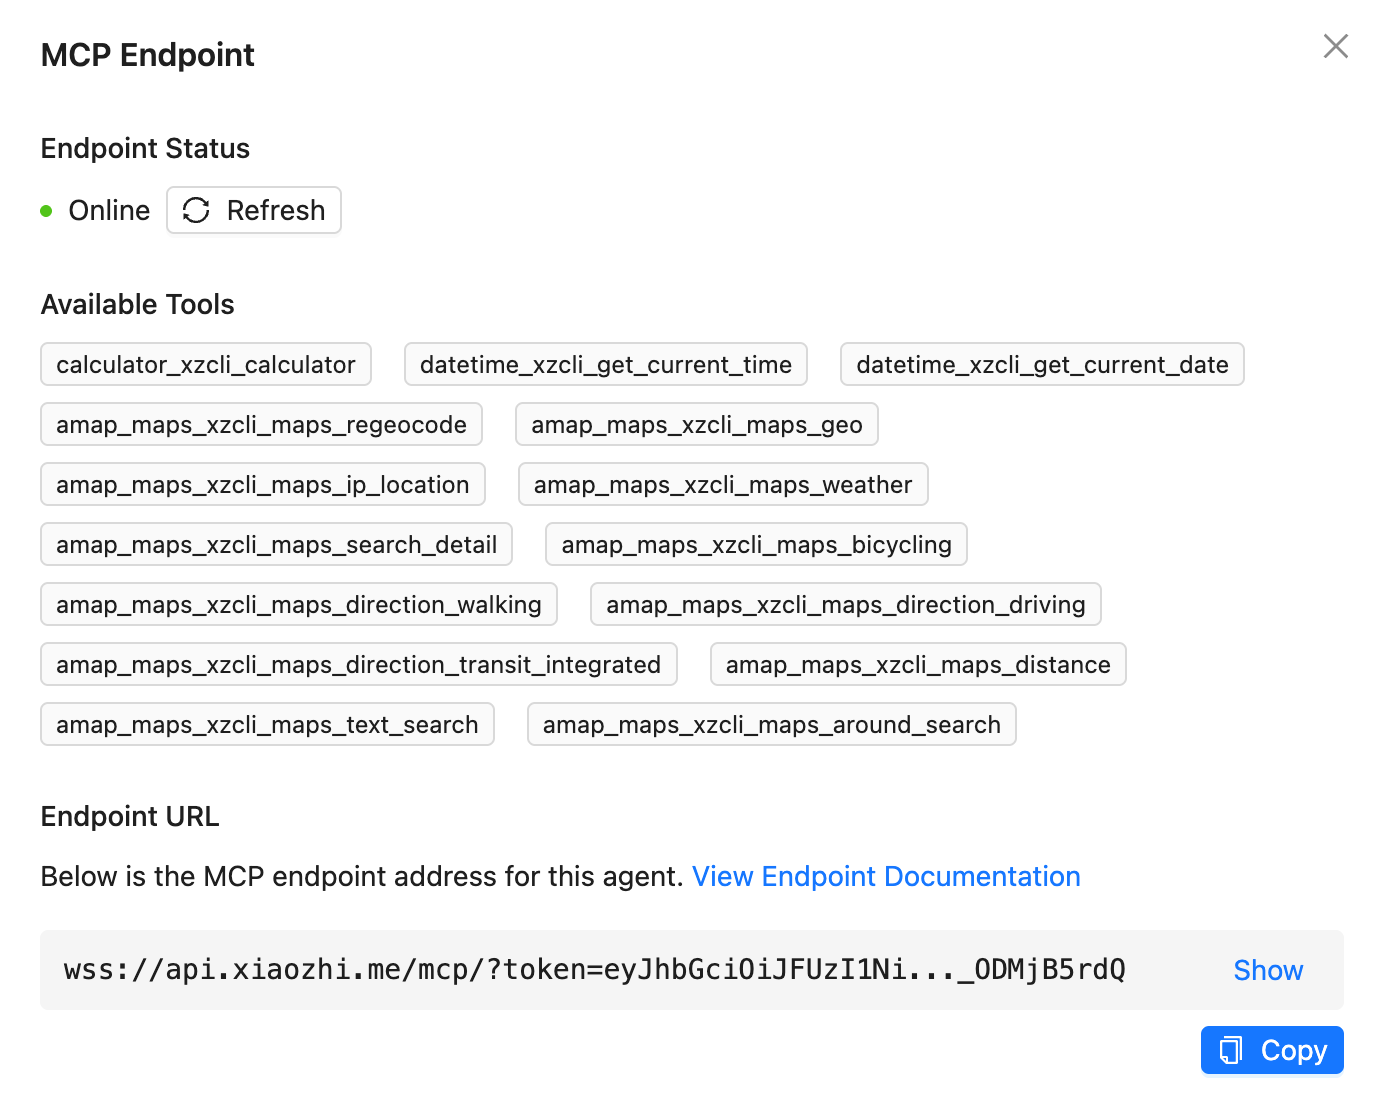 MCP Endpoint
Endpoint Status
Online Refresh
Available Tools
calculator_xzcli_calculator datetime_xzcli_get_current_time datetime_xzcli_get_current_date
amap_maps_xzcli_maps_regeocode amap_maps_xzcli_maps_geo
amap_maps_xzcli_maps_ip_location amap_maps_xzcli_maps_weather
amap_maps_xzcli_maps_search_detail amap_maps_xzcli_maps_bicycling
amap_maps_xzcli_maps_direction_walking amap_maps_xzcli_maps_direction_driving
amap_maps_xzcli_maps_direction_transit_integrated amap_maps_xzcli_maps_distance
amap_maps_xzcli_maps_text_search amap_maps_xzcli_maps_around_search
Endpoint URL
Below is the MCP endpoint address for this agent. View Endpoint Documentation
wss://api.xiaozhi.me/mcp/?token=eyJhbGciOiJFUzI1Ni..._ODMjB5rdQ Show
Copy